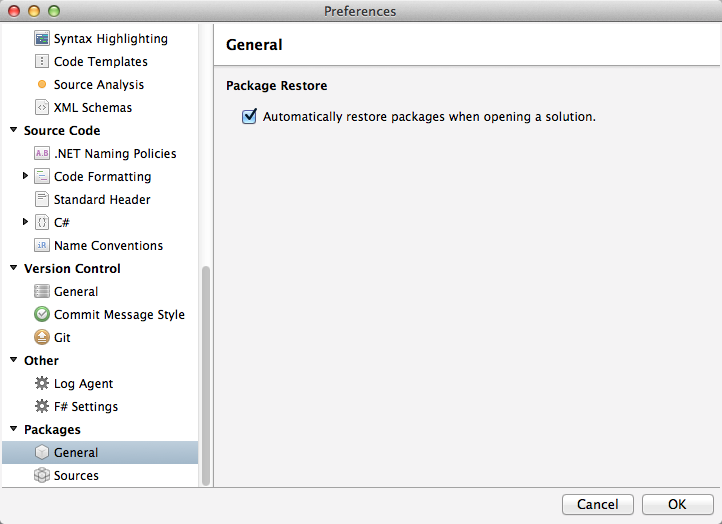 Preferences
Syntax Highlighting
Code Templates
Source Analysis
XML Schemas
Source Code
A.B .NET Naming Policies
Code Formatting
Standard Header
{} C#
iR Name Conventions
Version Control
General
Commit Message Style
Git
Other
Log Agent
F# Settings
Packages
General
Sources
General
Package Restore
Automatically restore packages when opening a solution.
Cancel
OK